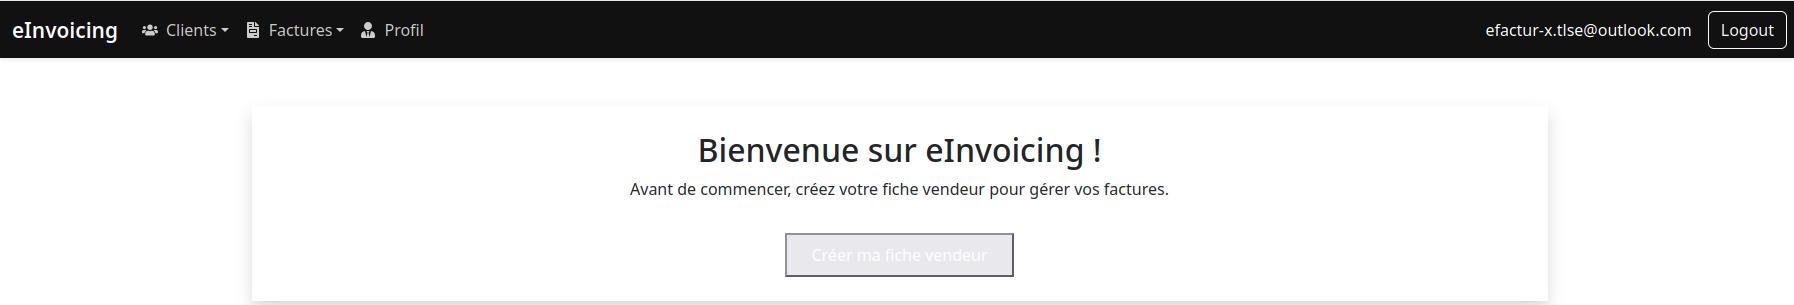 eInvoicing Clients Factures Profil efactur-x.tlse@outlook.com Logout
Bienvenue sur eInvoicing !
Avant de commencer, créez votre fiche vendeur pour gérer vos factures.
Créer ma fiche vendeur